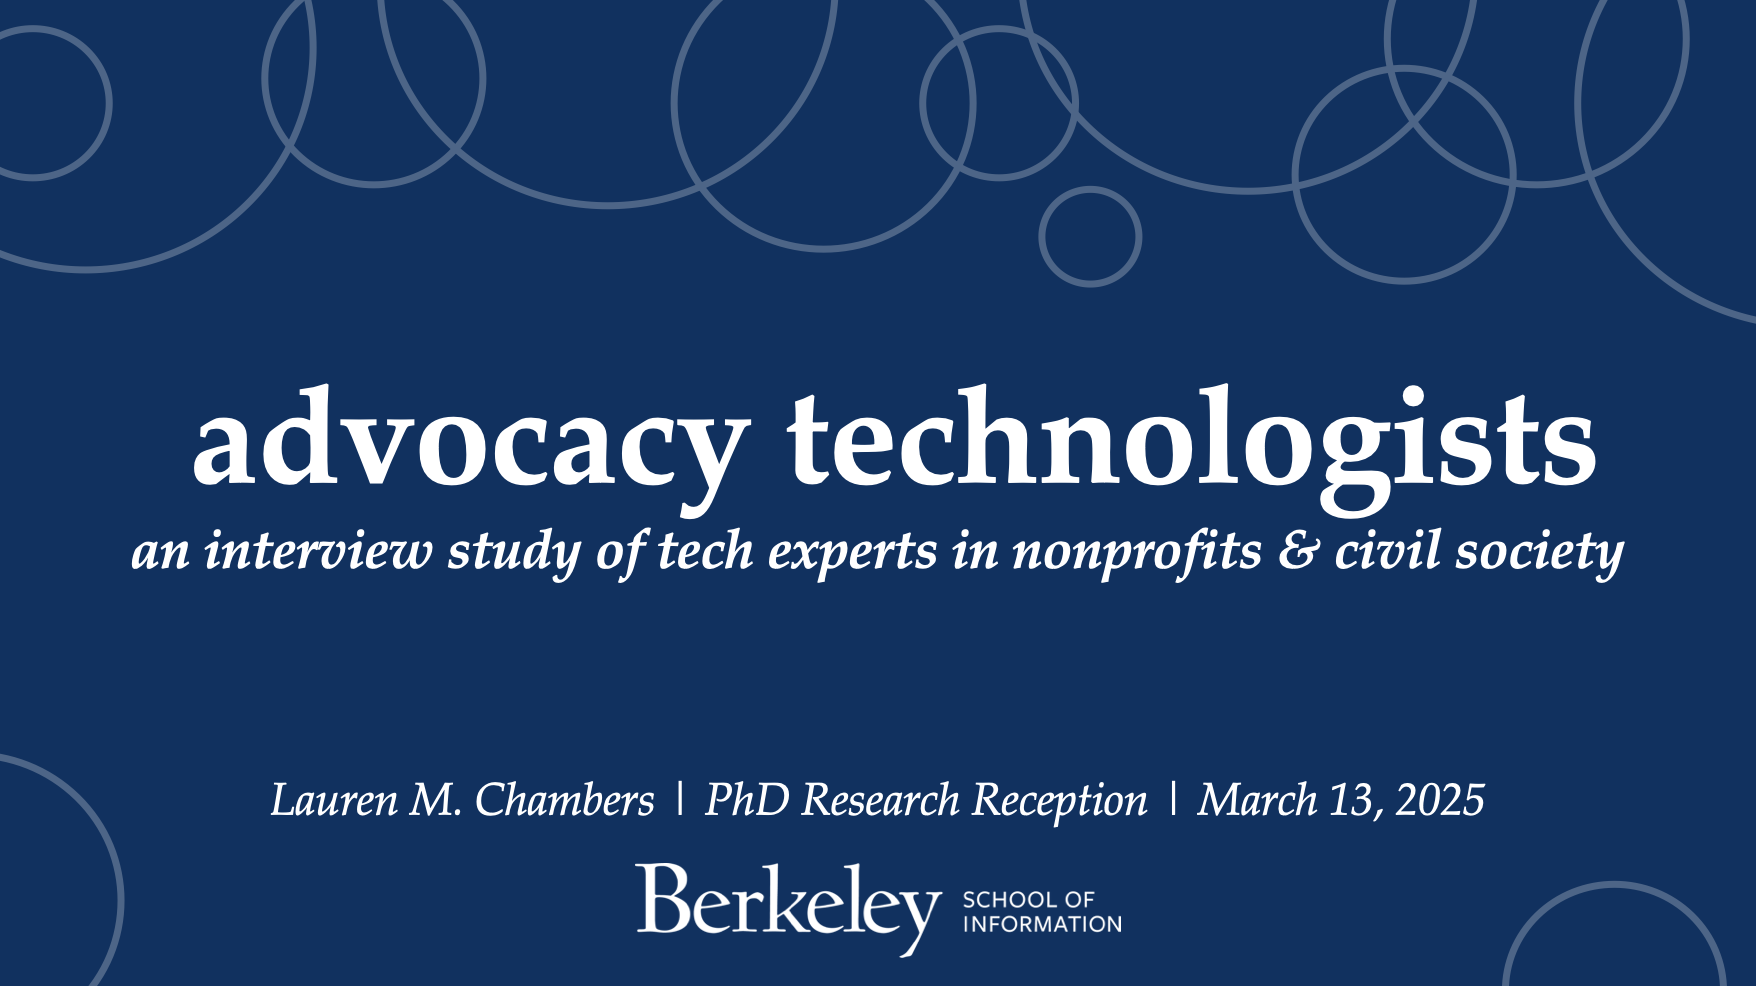 advocacy technologists
an interview study of tech experts in nonprofits & civil society
Lauren M. Chambers | PhD Research Reception | March 13, 2025
Berkeley SCHOOL OF
INFORMATION